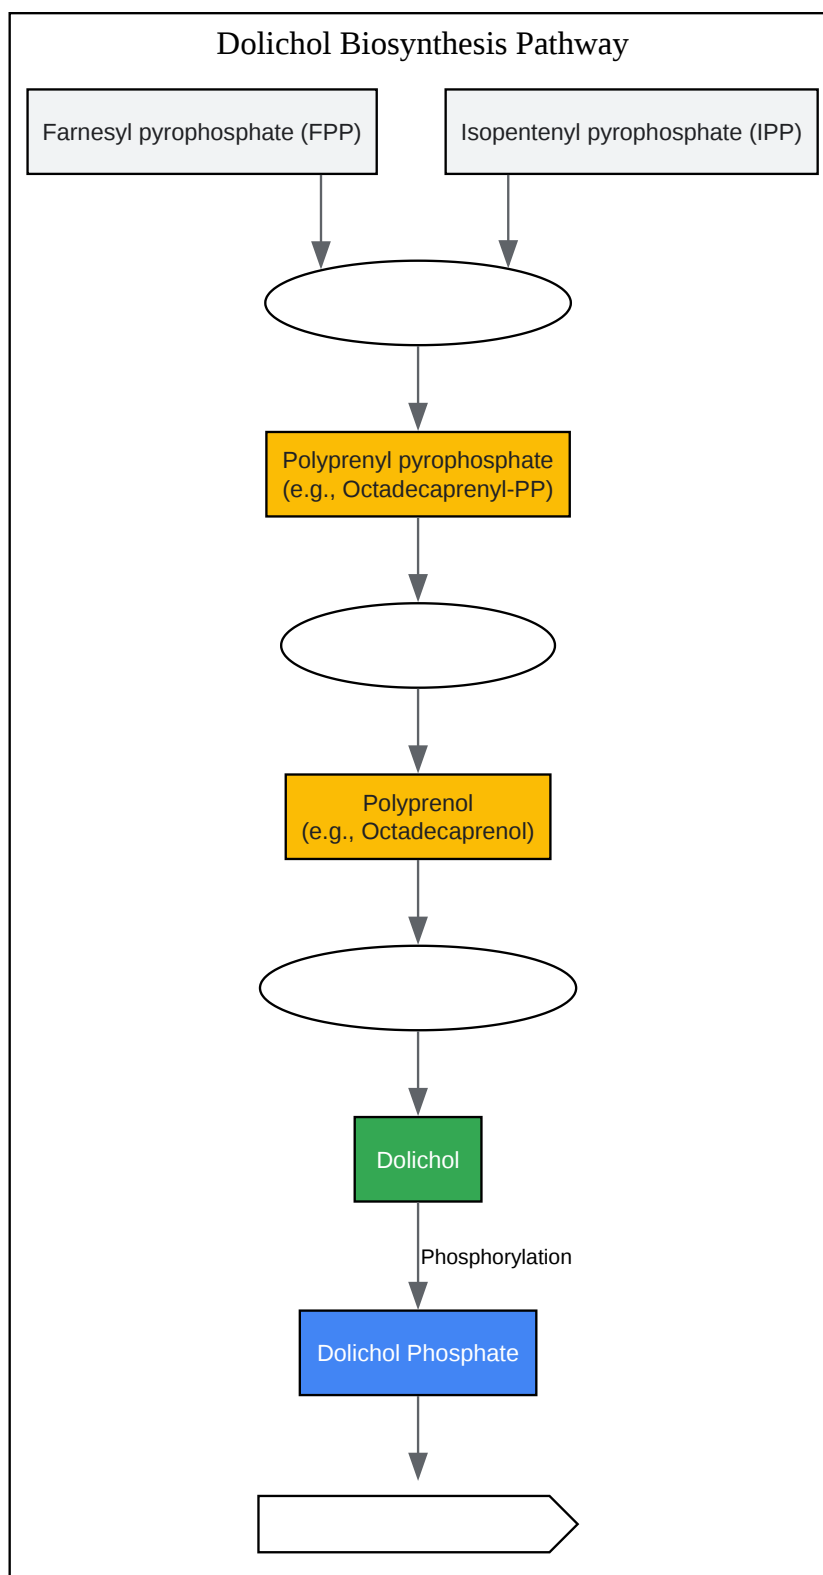 Dolichol Biosynthesis Pathway
Farnesyl pyrophosphate (FPP)
Isopentenyl pyrophosphate (IPP)
Polyprenyl pyrophosphate
(e.g., Octadecaprenyl-PP)
Polyprenol
(e.g., Octadecaprenol)
Dolichol
Phosphorylation
Dolichol Phosphate